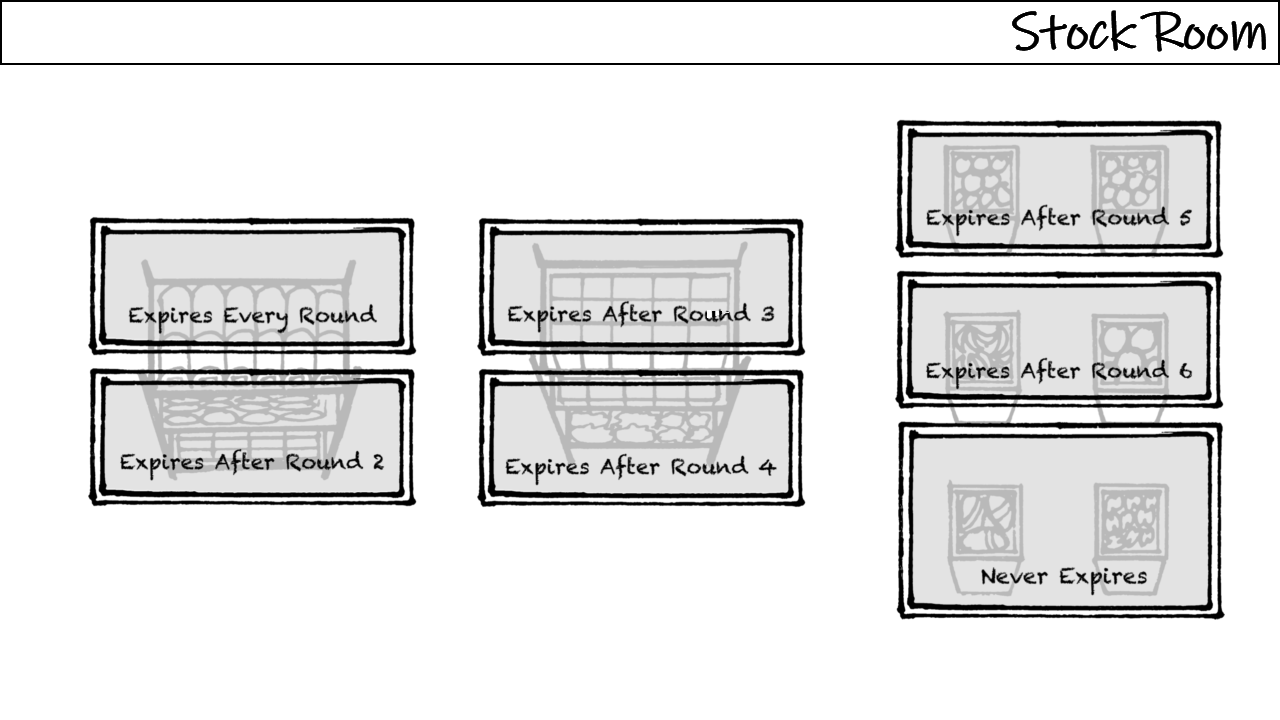 Stock Room
Expires Every Round
Expires After Round 2
Expires After Round 3
Expires After Round 4
Expires After Round 5
Expires After Round 6
Never Expires